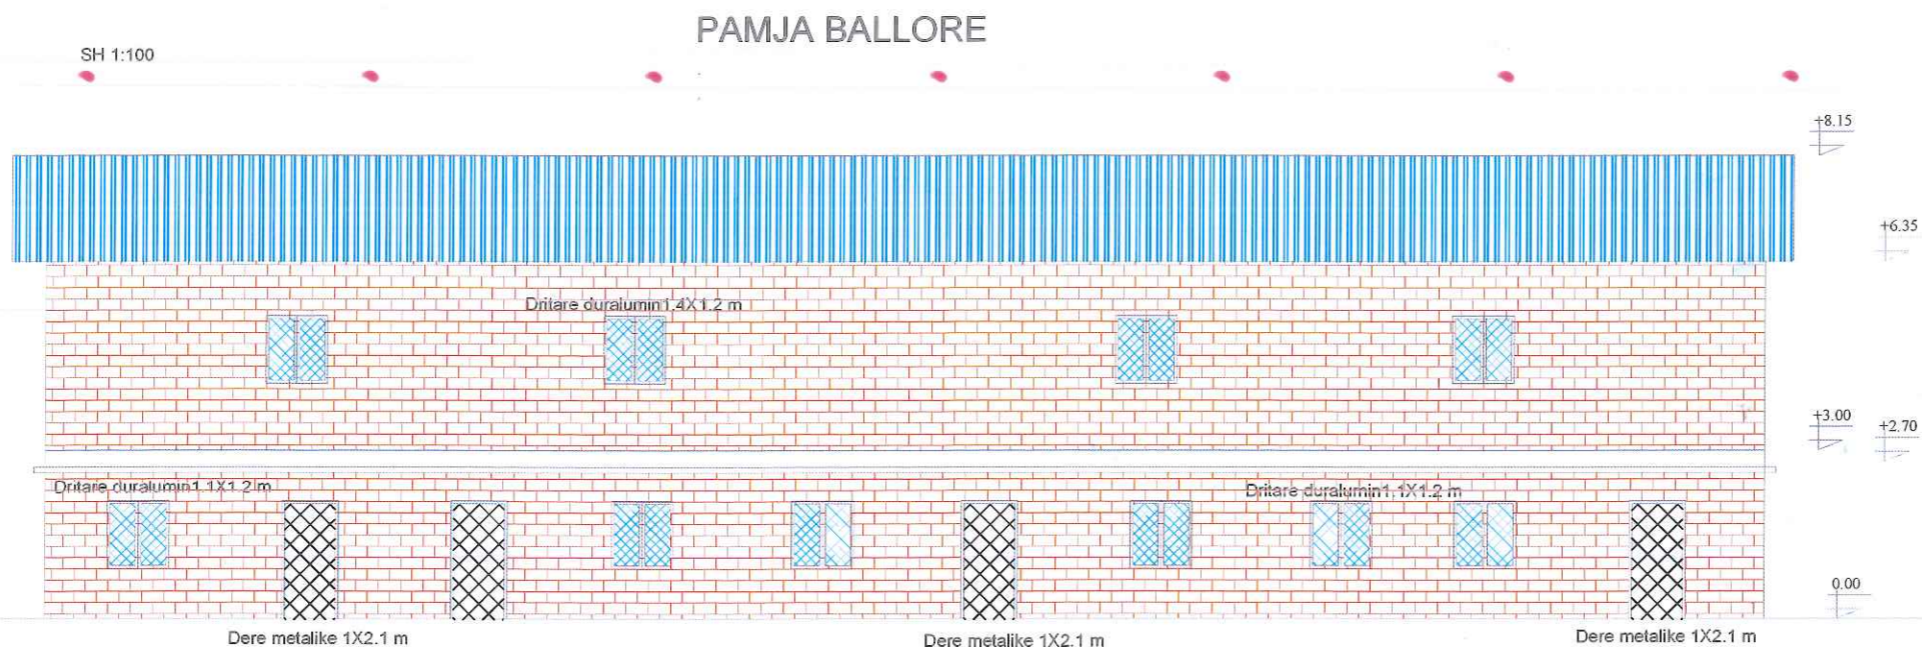 PAMJA BALLORE
SH 1:100
+8.15
+6.35
Dritare duralumin1.4X1.2 m
+3.00
+2.70
Dritare duralumin1.1X1.2 m
Dritare duralumin1.1X1.2 m
0.00
Dere metalike 1X2.1 m
Dere metalike 1X2.1 m
Dere metalike 1X2.1 m